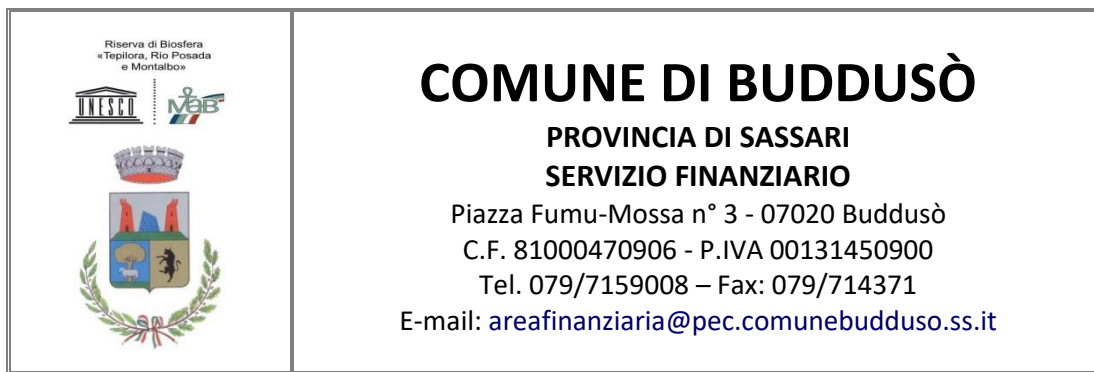 Riserva di Biosfera
«Tepilora, Rio Posada
e Montalbo»
UNESCO
MaB
COMUNE DI BUDDUSÒ
PROVINCIA DI SASSARI
SERVIZIO FINANZIARIO
Piazza Fumu-Mossa n° 3 - 07020 Buddusò
C.F. 81000470906 - P.IVA 00131450900
Tel. 079/7159008 – Fax: 079/714371
E-mail: areafinanziaria@pec.comunebudduso.ss.it